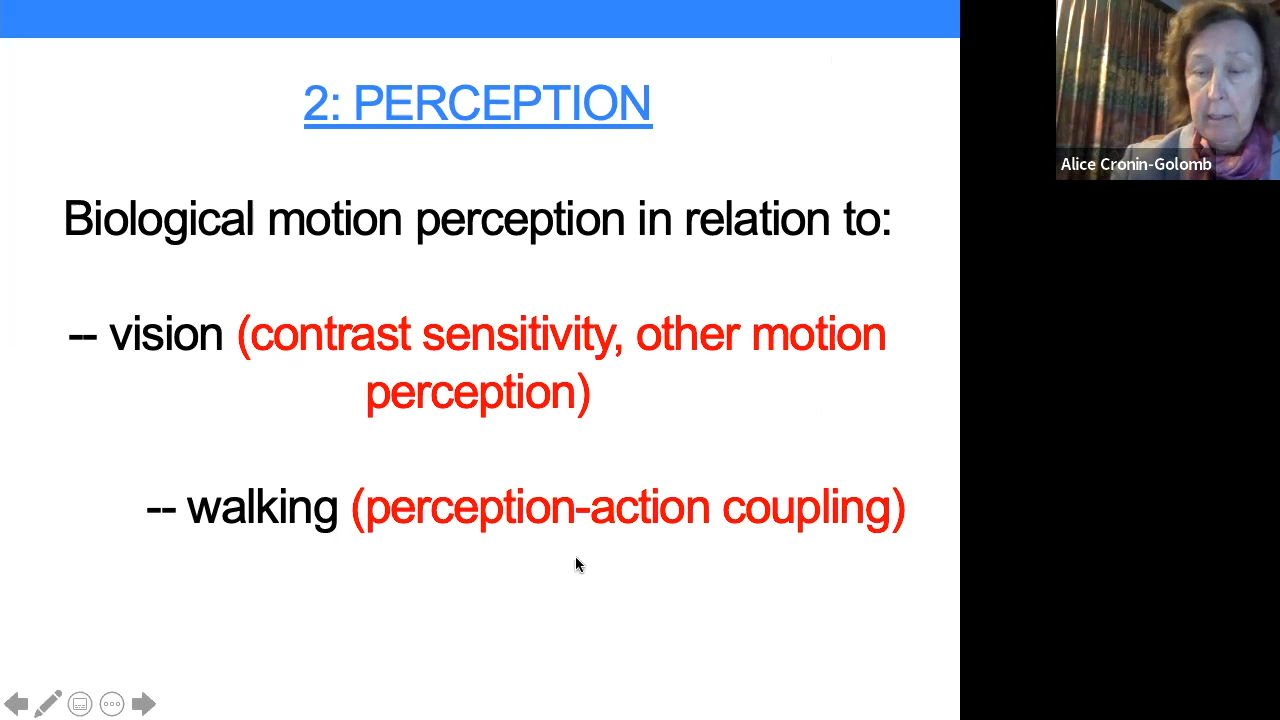 2: PERCEPTION
Biological motion perception in relation to:
-- vision (contrast sensitivity, other motion
perception)
-- walking (perception-action coupling)
Alice Cronin-Golomb